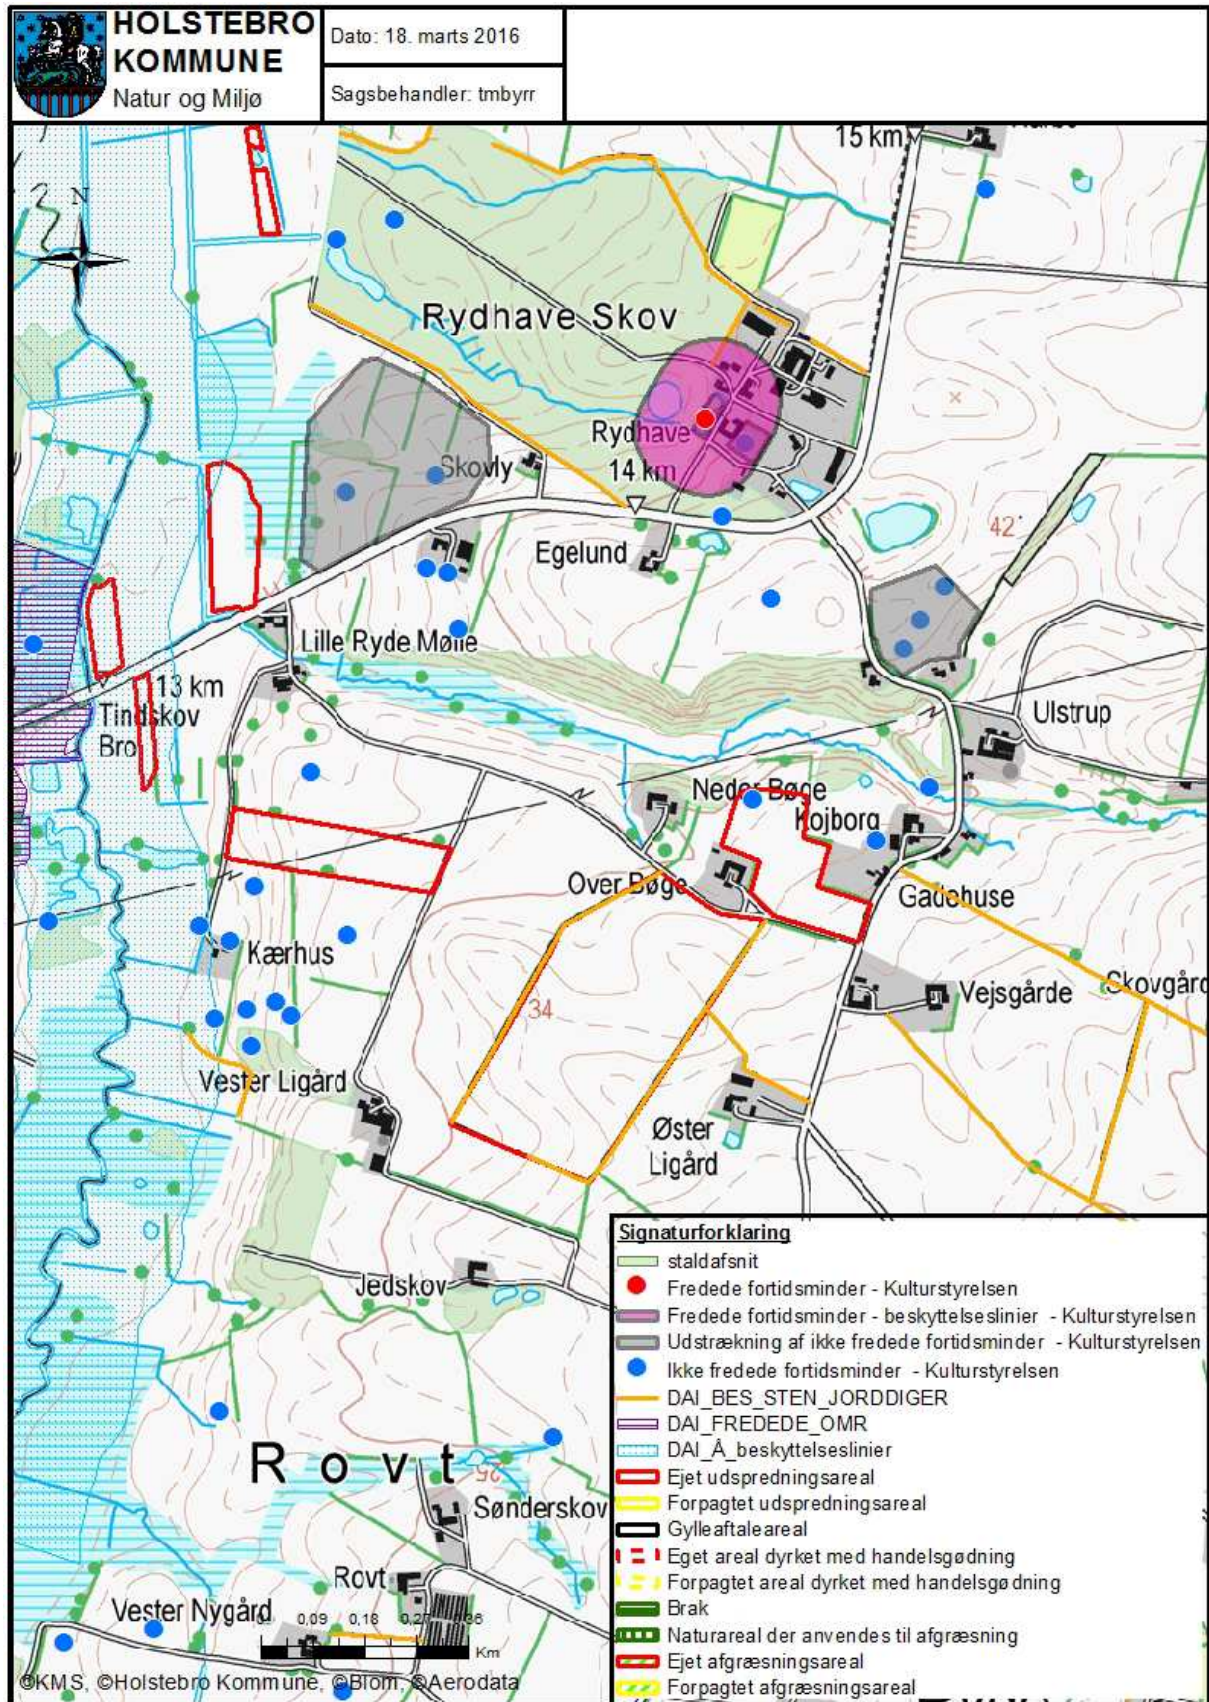 HOLSTEBRO
KOMMUNE
Natur og Miljø
Dato: 18. marts 2016
Sagsbehandler: tmbyrr
15 km
N
Rydhave Skov
Rydhave
14 km
Skovly
Egelund
42
Lille Ryde Mølle
13 km
Tindskov
Bro
Ulstrup
Neder Bøge
Kojborg
Over Bøge
Gadehuse
Kærhus
Vejsgårde
Skovgård
34
Vester Ligård
Øster
Ligård
Jedskov
Rovt
25
Sønderskov
Rovt
Vester Nygård
0,09 0,18 0,27 0,36
Km
©KMS, ©Holstebro Kommune, ©Blom, ©Aerodata
Signaturforklaring
staldafsnit
Fredede fortidsminder - Kulturstyrelsen
Fredede fortidsminder - beskyttelseslinier - Kulturstyrelsen
Udstrækning af ikke fredede fortidsminder - Kulturstyrelsen
Ikke fredede fortidsminder - Kulturstyrelsen
DAI_BES_STEN_JORDDIGER
DAI_FREDEDE_OMR
DAI_Å_beskyttelseslinier
Ejet udspredningsareal
Forpagtet udspredningsareal
Gylleaftaleareal
Eget areal dyrket med handelsgødning
Forpagtet areal dyrket med handelsgødning
Brak
Naturareal der anvendes til afgræsning
Ejet afgræsningsareal
Forpagtet afgræsningsareal